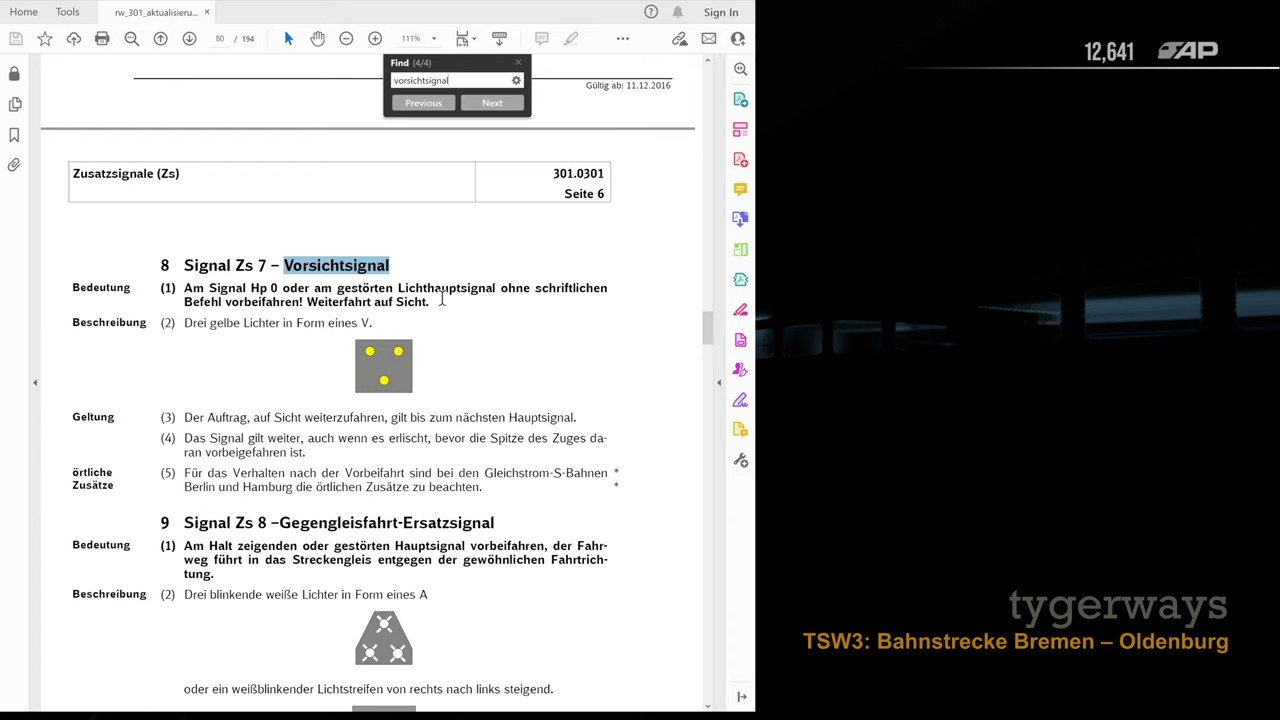 Home
Tools
rw_301_aktualisieru... ×
Sign In
80 / 194
111%
Find (4/4)
vorsichtsignal
Previous
Next
Gültig ab: 11.12.2016
Zusatzsignale (Zs)
301.0301
Seite 6
8 Signal Zs 7 – Vorsichtsignal
Bedeutung (1) Am Signal Hp 0 oder am gestörten Lichthauptsignal ohne schriftlichen
Befehl vorbeifahren! Weiterfahrt auf Sicht.
Beschreibung (2) Drei gelbe Lichter in Form eines V.
Geltung (3) Der Auftrag, auf Sicht weiterzufahren, gilt bis zum nächsten Hauptsignal.
(4) Das Signal gilt weiter, auch wenn es erlischt, bevor die Spitze des Zuges da-
ran vorbeigefahren ist.
örtliche (5) Für das Verhalten nach der Vorbeifahrt sind bei den Gleichstrom-S-Bahnen *
Zusätze Berlin und Hamburg die örtlichen Zusätze zu beachten. *
9 Signal Zs 8 –Gegengleisfahrt-Ersatzsignal
Bedeutung (1) Am Halt zeigenden oder gestörten Hauptsignal vorbeifahren, der Fahr-
weg führt in das Streckengleis entgegen der gewöhnlichen Fahrtrich-
tung.
Beschreibung (2) Drei blinkende weiße Lichter in Form eines A
oder ein weißblinkender Lichtstreifen von rechts nach links steigend.
12,641 TAP
tygerways
TSW3: Bahnstrecke Bremen – Oldenburg